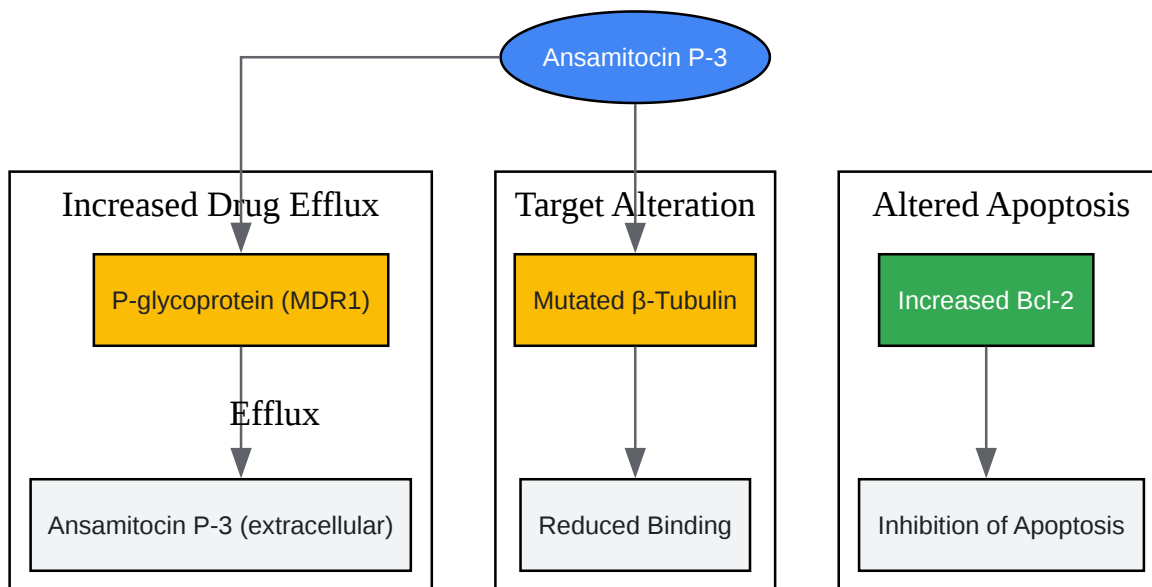 Ansamitocin P-3
Increased Drug Efflux
Target Alteration
Altered Apoptosis
P-glycoprotein (MDR1)
Mutated β-Tubulin
Increased Bcl-2
Efflux
Ansamitocin P-3 (extracellular)
Reduced Binding
Inhibition of Apoptosis